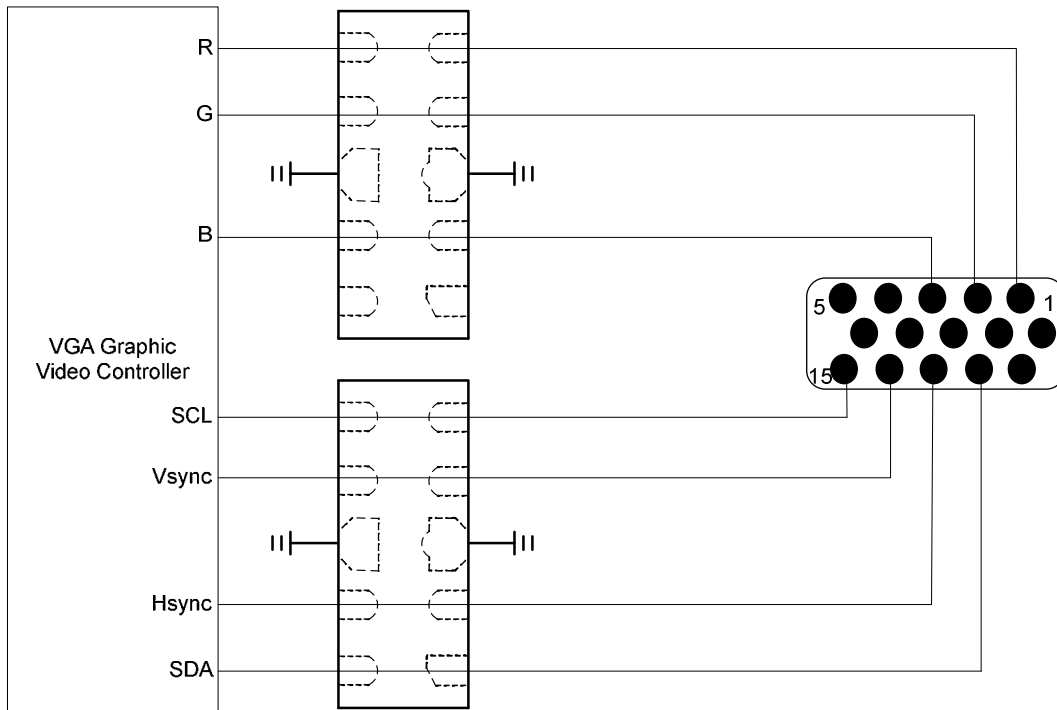 R
G
B
5
1
VGA Graphic
Video Controller
15
SCL
Vsync
Hsync
SDA